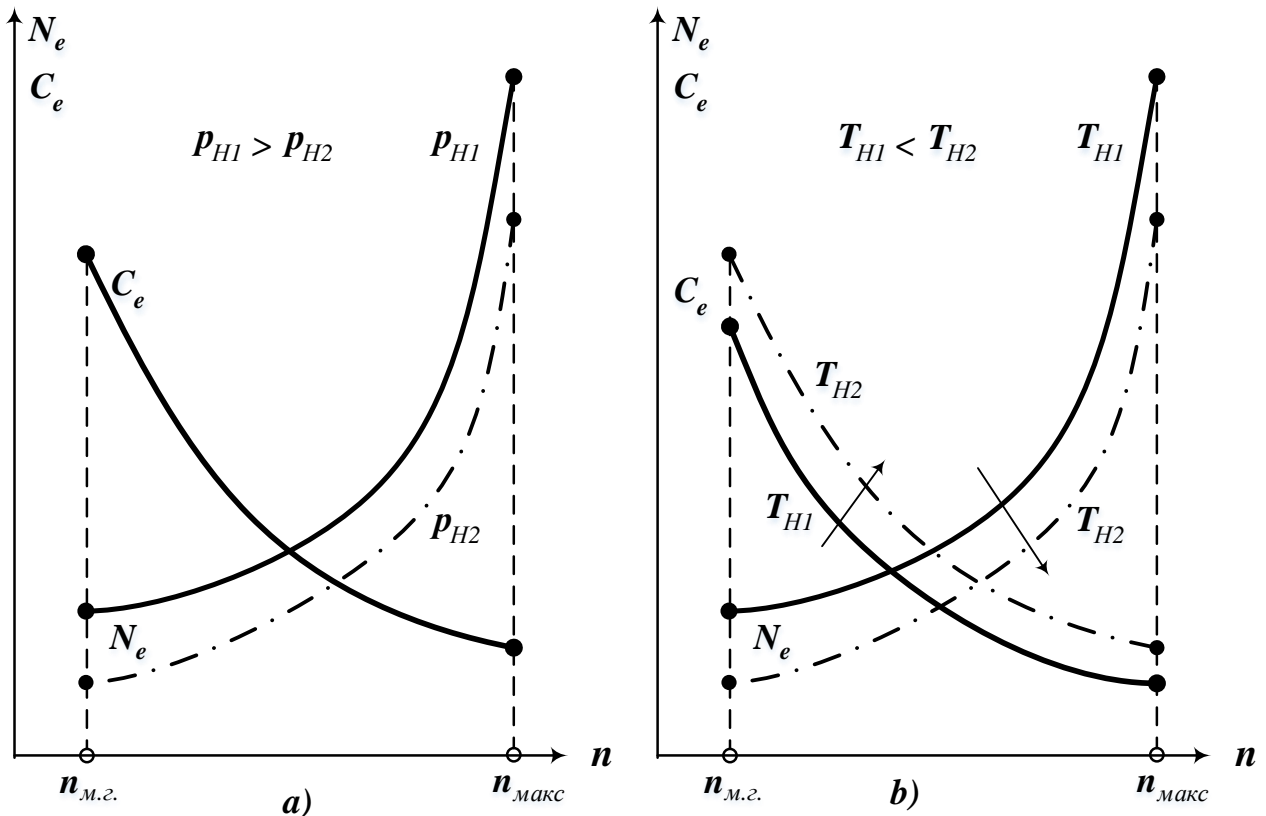 N_e
C_e
p_H1 > p_H2
p_H1
C_e
p_H2
N_e
n
n_м.г.
n_макс
a)
N_e
C_e
T_H1 < T_H2
T_H1
C_e
T_H2
T_H1
T_H2
N_e
n
n_м.г.
n_макс
b)